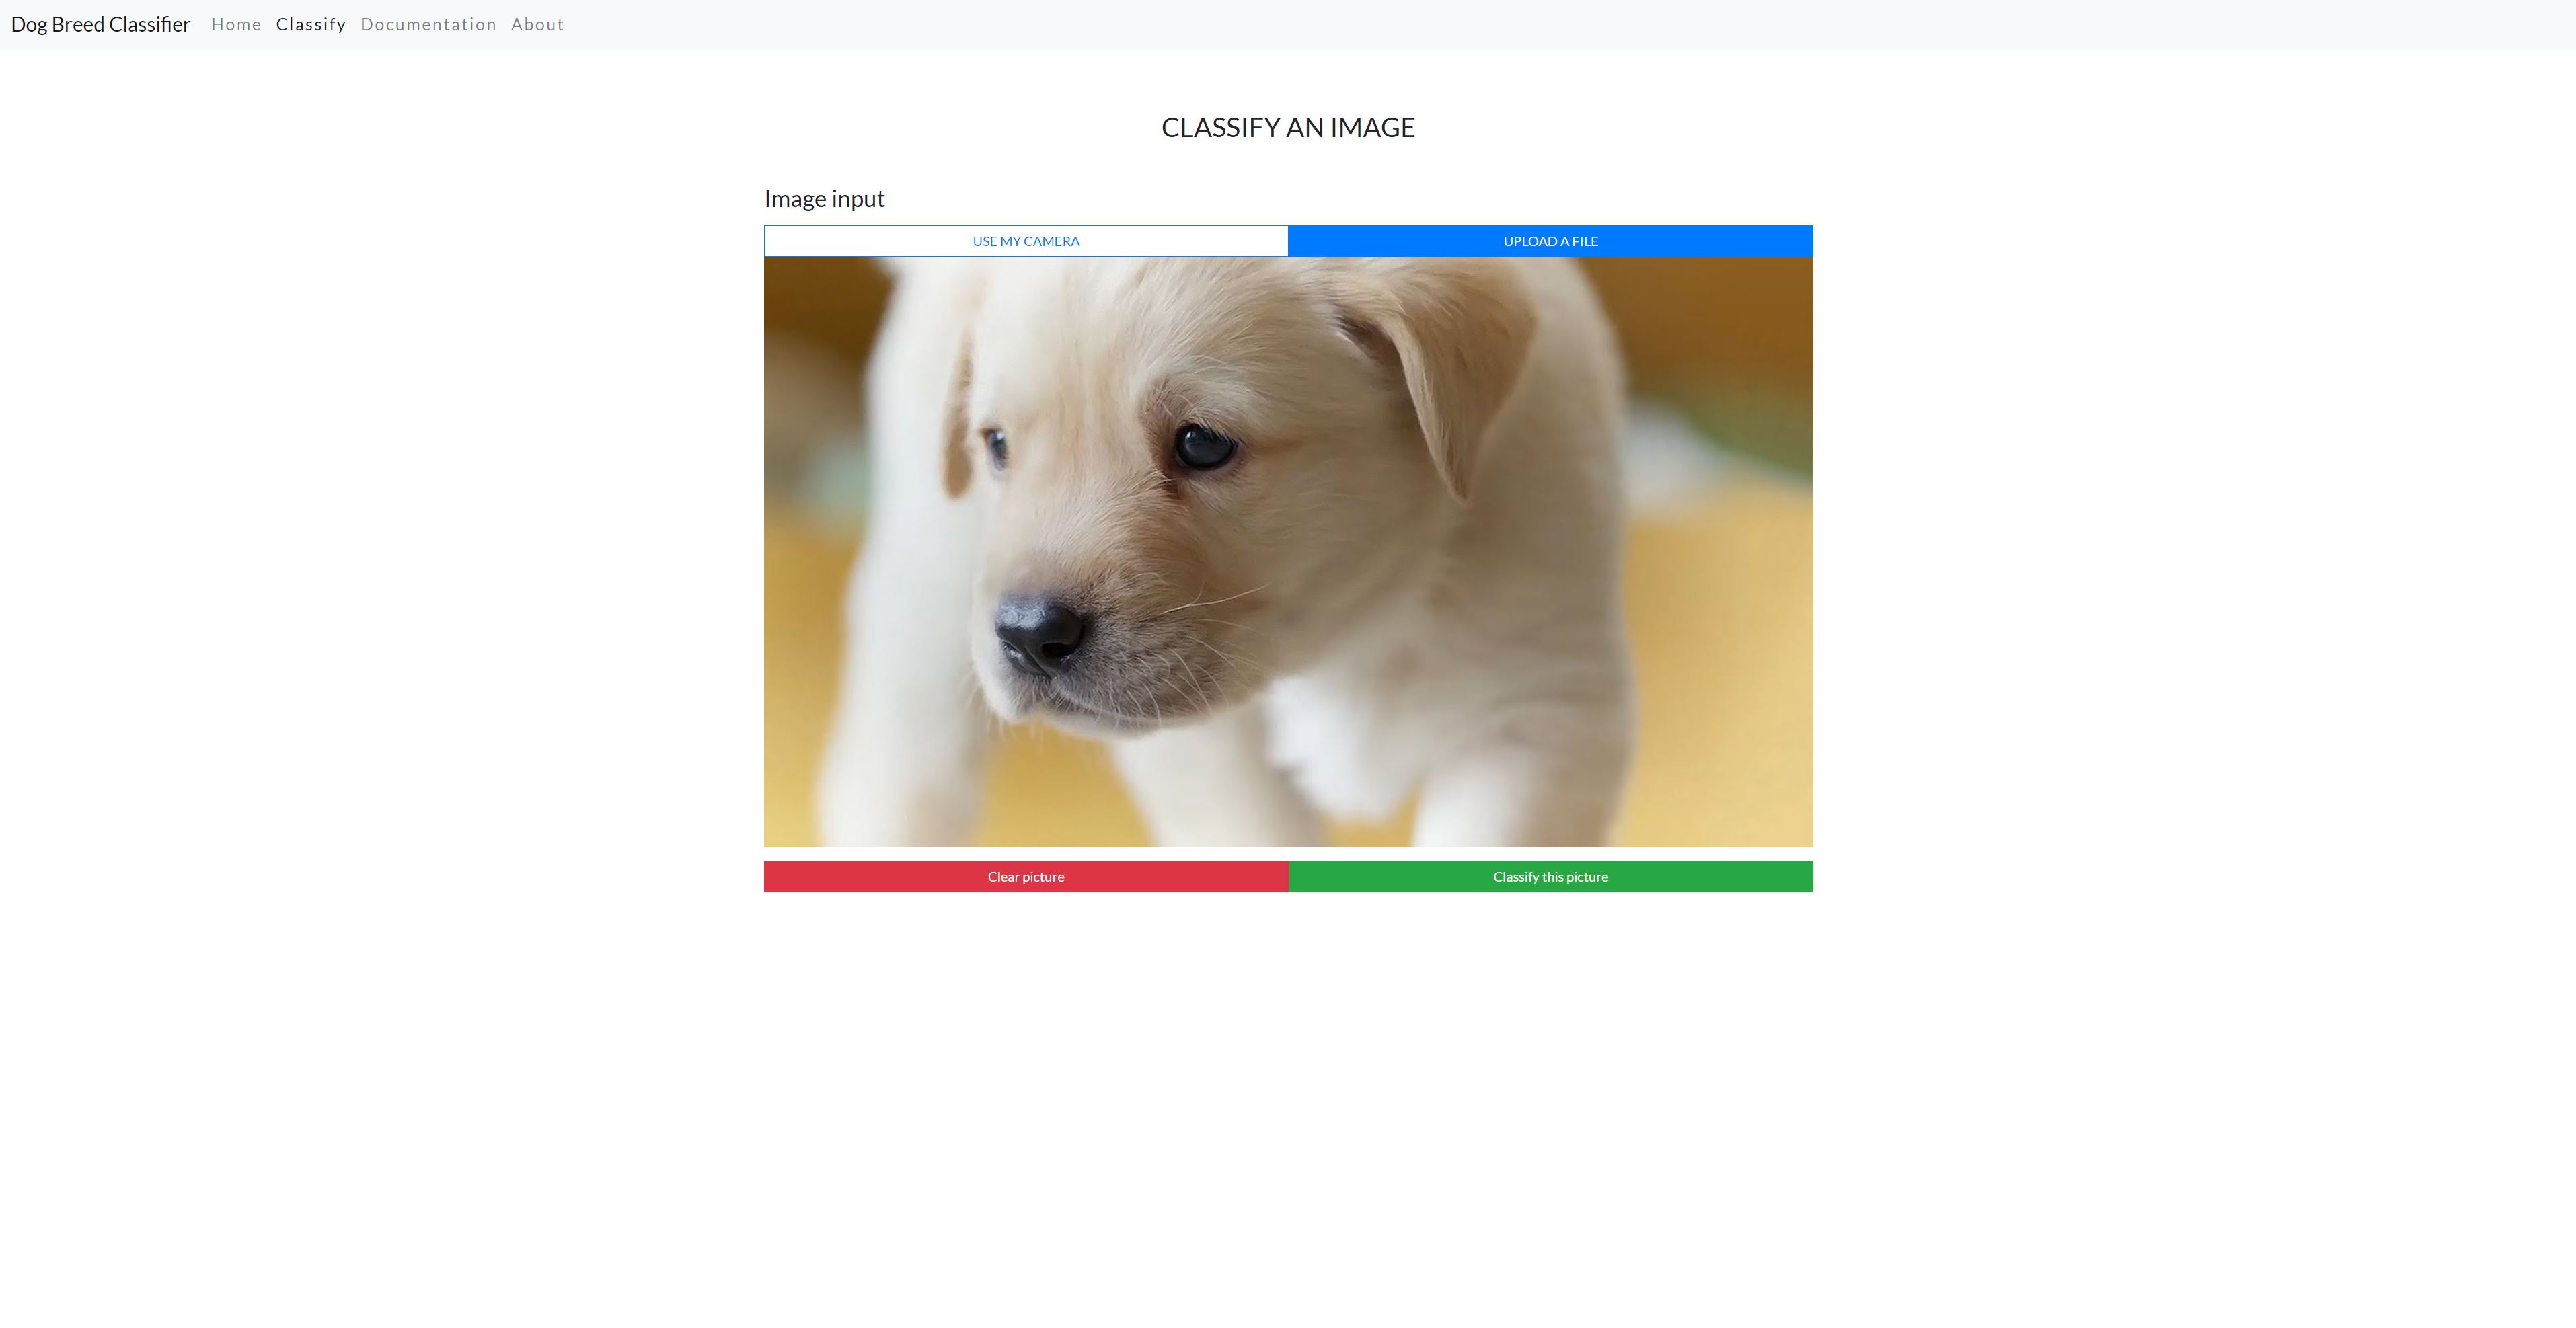 Dog Breed Classifier Home Classify Documentation About
CLASSIFY AN IMAGE
Image input
USE MY CAMERA UPLOAD A FILE
Clear picture Classify this picture